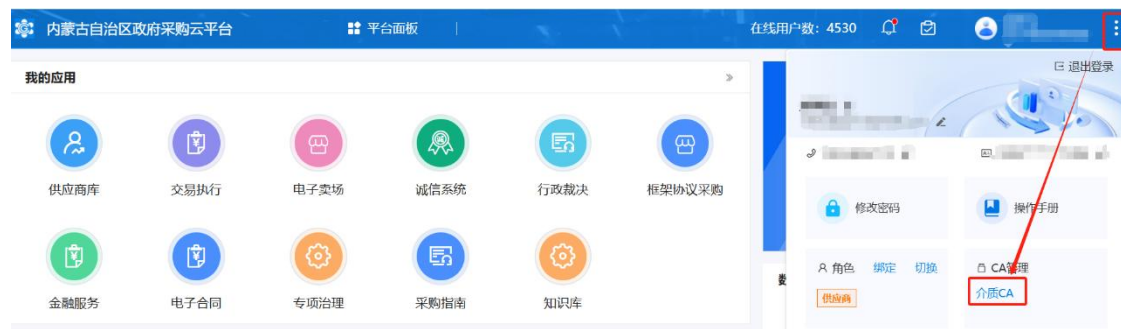 内蒙古自治区政府采购云平台 平台面板 在线用户数: 4530
我的应用
退出登录
供应商库 交易执行 电子卖场 诚信系统 行政裁决 框架协议采购
修改密码 操作手册
角色 绑定 切换 CA管理
供应商 介质CA
金融服务 电子合同 专项治理 采购指南 知识库